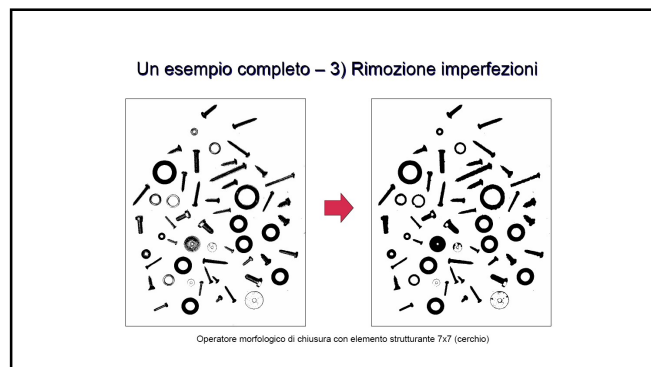 Un esempio completo – 3) Rimozione imperfezioni
Operatore morfologico di chiusura con elemento strutturante 7x7 (cerchio)